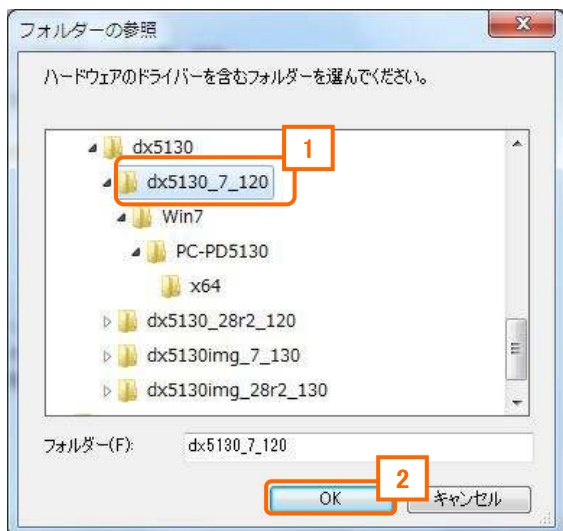 フォルダーの参照
ハードウェアのドライバーを含むフォルダーを選んでください。
dx5130
1
dx5130_7_120
Win7
PC-PD5130
x64
dx5130_28r2_120
dx5130img_7_130
dx5130img_28r2_130
フォルダー(F):
dx5130_7_120
2
OK
キャンセル